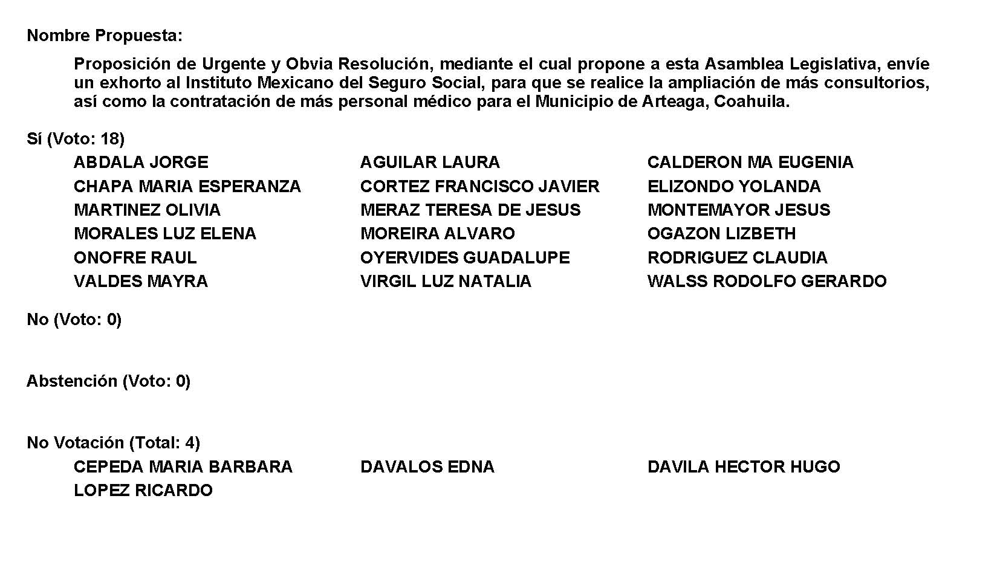 Nombre Propuesta:
Proposición de Urgente y Obvia Resolución, mediante el cual propone a esta Asamblea Legislativa, envíe
un exhorto al Instituto Mexicano del Seguro Social, para que se realice la ampliación de más consultorios,
así como la contratación de más personal médico para el Municipio de Arteaga, Coahuila.
Sí (Voto: 18)
ABDALA JORGE AGUILAR LAURA CALDERON MA EUGENIA
CHAPA MARIA ESPERANZA CORTEZ FRANCISCO JAVIER ELIZONDO YOLANDA
MARTINEZ OLIVIA MERAZ TERESA DE JESUS MONTEMAYOR JESUS
MORALES LUZ ELENA MOREIRA ALVARO OGAZON LIZBETH
ONOFRE RAUL OYERVIDES GUADALUPE RODRIGUEZ CLAUDIA
VALDES MAYRA VIRGIL LUZ NATALIA WALSS RODOLFO GERARDO
No (Voto: 0)
Abstención (Voto: 0)
No Votación (Total: 4)
CEPEDA MARIA BARBARA DAVALOS EDNA DAVILA HECTOR HUGO
LOPEZ RICARDO